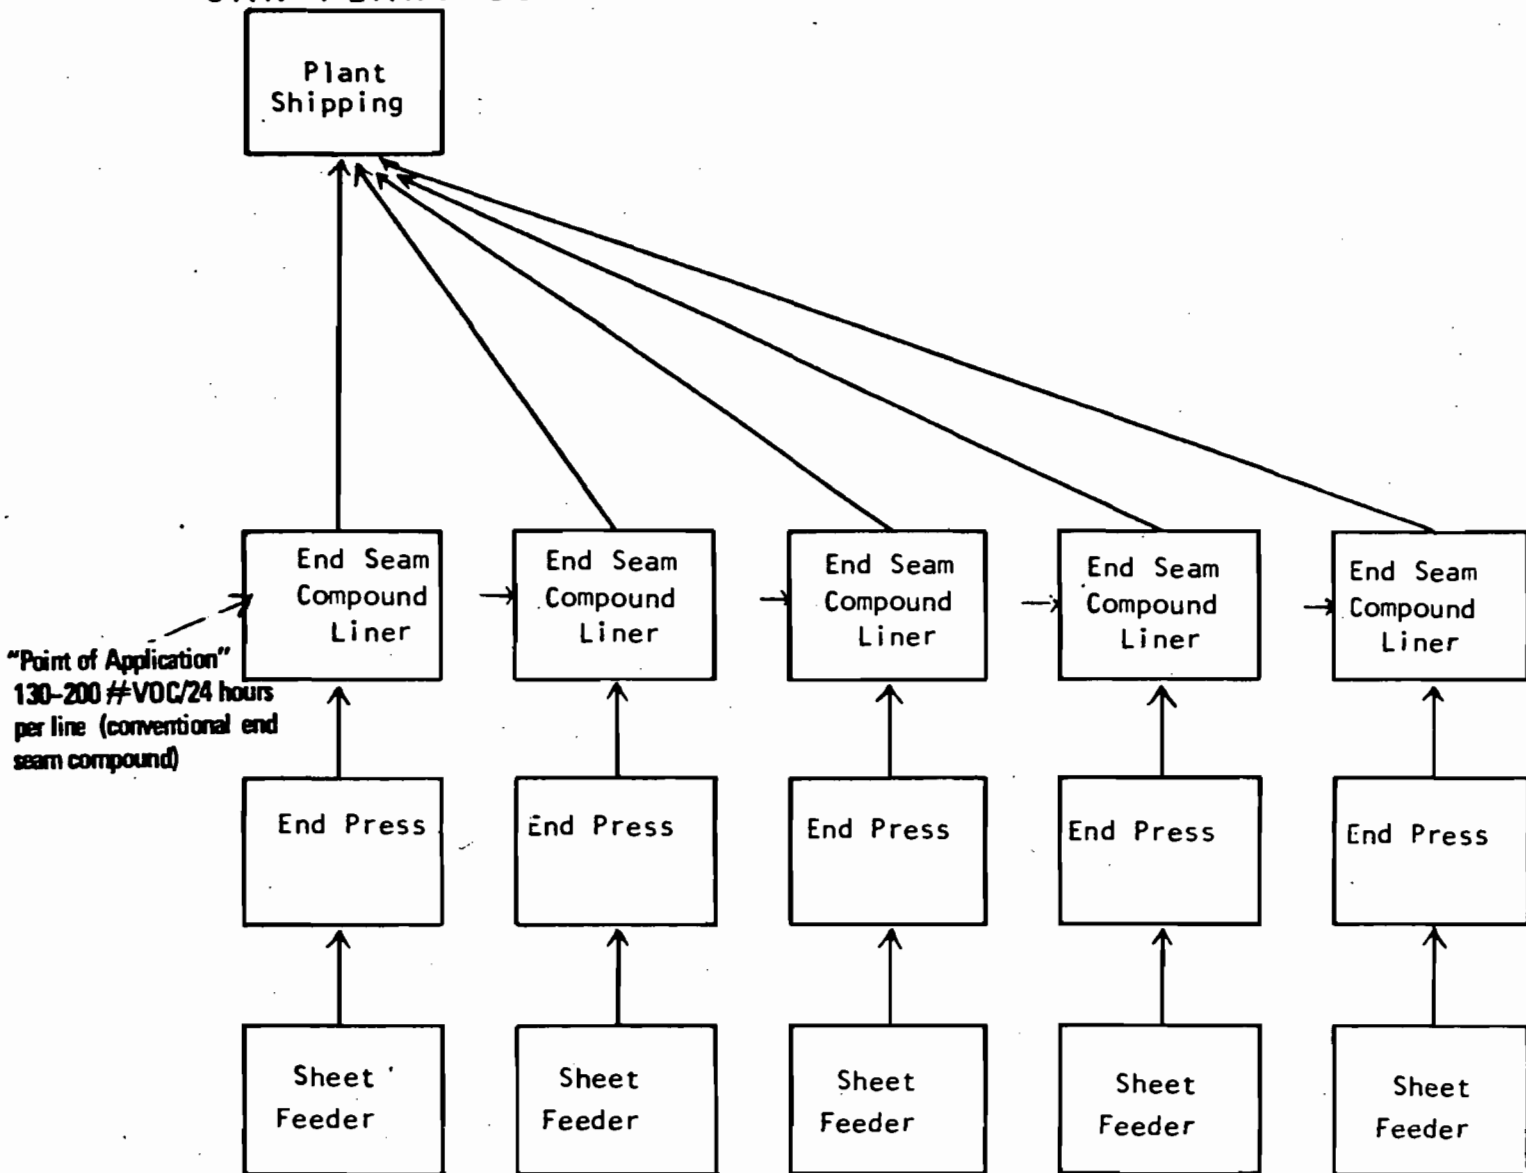 Plant
Shipping
End Seam
Compound
Liner
End Seam
Compound
Liner
End Seam
Compound
Liner
End Seam
Compound
Liner
End Seam
Compound
Liner
"Point of Application"
130-200 #VOC/24 hours
per line (conventional end
seam compound)
End Press
End Press
End Press
End Press
End Press
Sheet
Feeder
Sheet
Feeder
Sheet
Feeder
Sheet
Feeder
Sheet
Feeder